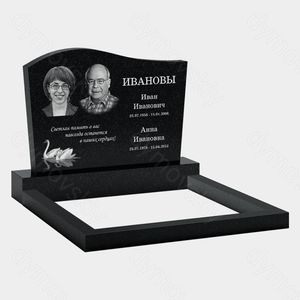 ИВАНОВЫ
Иван
Иванович
Анна
Ивановна
Светлая память о вас
навсегда останется
в наших сердцах!